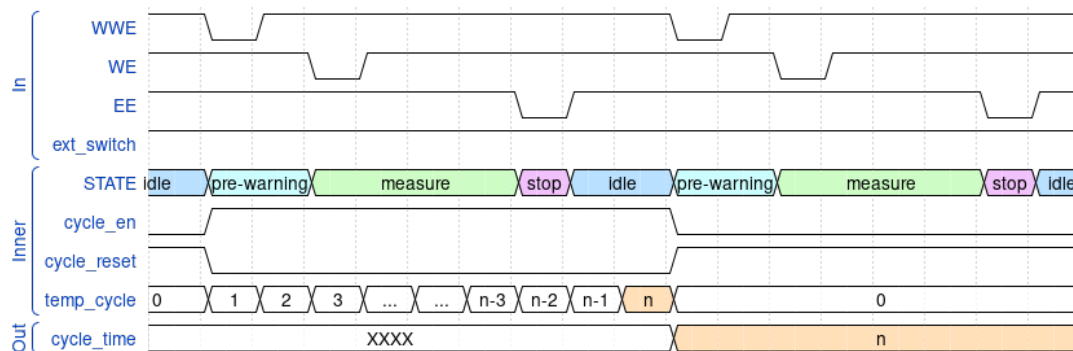 In
WWE
WE
EE
ext_switch
Inner
STATE idle pre-warning measure stop idle pre-warning measure stop idle
cycle_en
cycle_reset
temp_cycle 0 1 2 3 ... ... n-3 n-2 n-1 n 0
Out
cycle_time XXXX n